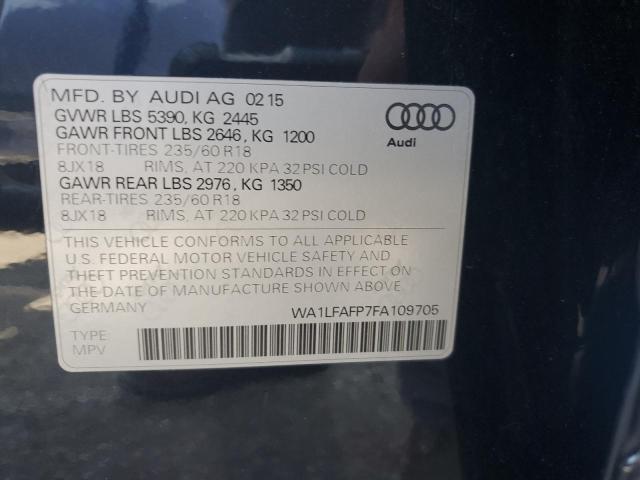 MFD. BY AUDI AG 02 15
GVWR LBS 5390, KG 2445
GAWR FRONT LBS 2646, KG 1200
FRONT-TIRES 235/60 R18
8JX18 RIMS, AT 220 KPA 32 PSI COLD
GAWR REAR LBS 2976, KG 1350
REAR-TIRES 235/60 R18
8JX18 RIMS, AT 220 KPA 32 PSI COLD
Audi
THIS VEHICLE CONFORMS TO ALL APPLICABLE
U.S. FEDERAL MOTOR VEHICLE SAFETY AND
THEFT PREVENTION STANDARDS IN EFFECT ON
THE DATE OF MANUFACTURE SHOWN ABOVE.
GERMANY WA1LFAFP7FA109705
TYPE:
MPV